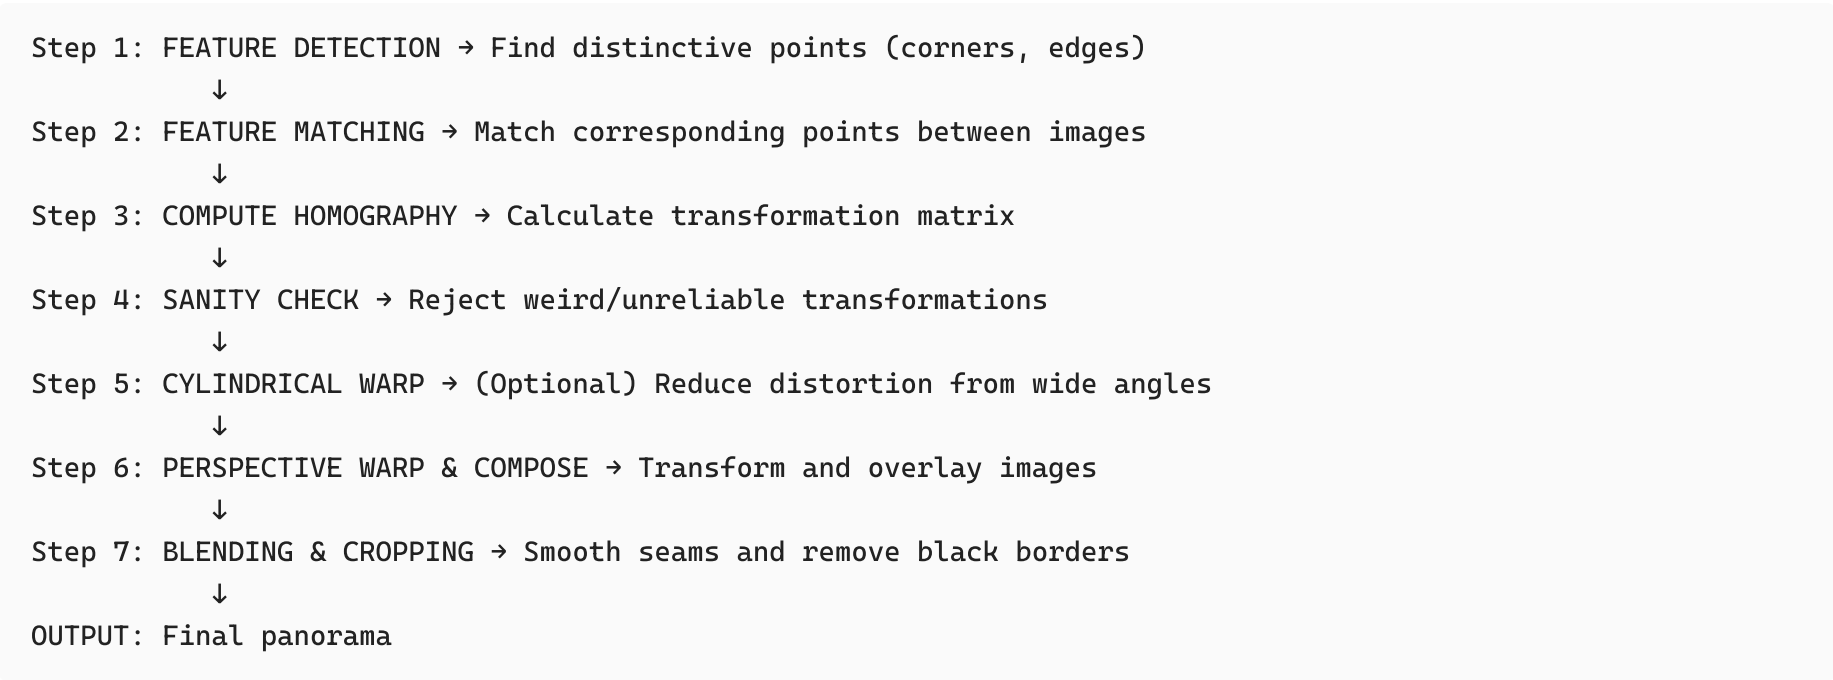 Step 1: FEATURE DETECTION → Find distinctive points (corners, edges)
↓
Step 2: FEATURE MATCHING → Match corresponding points between images
↓
Step 3: COMPUTE HOMOGRAPHY → Calculate transformation matrix
↓
Step 4: SANITY CHECK → Reject weird/unreliable transformations
↓
Step 5: CYLINDRICAL WARP → (Optional) Reduce distortion from wide angles
↓
Step 6: PERSPECTIVE WARP & COMPOSE → Transform and overlay images
↓
Step 7: BLENDING & CROPPING → Smooth seams and remove black borders
↓
OUTPUT: Final panorama